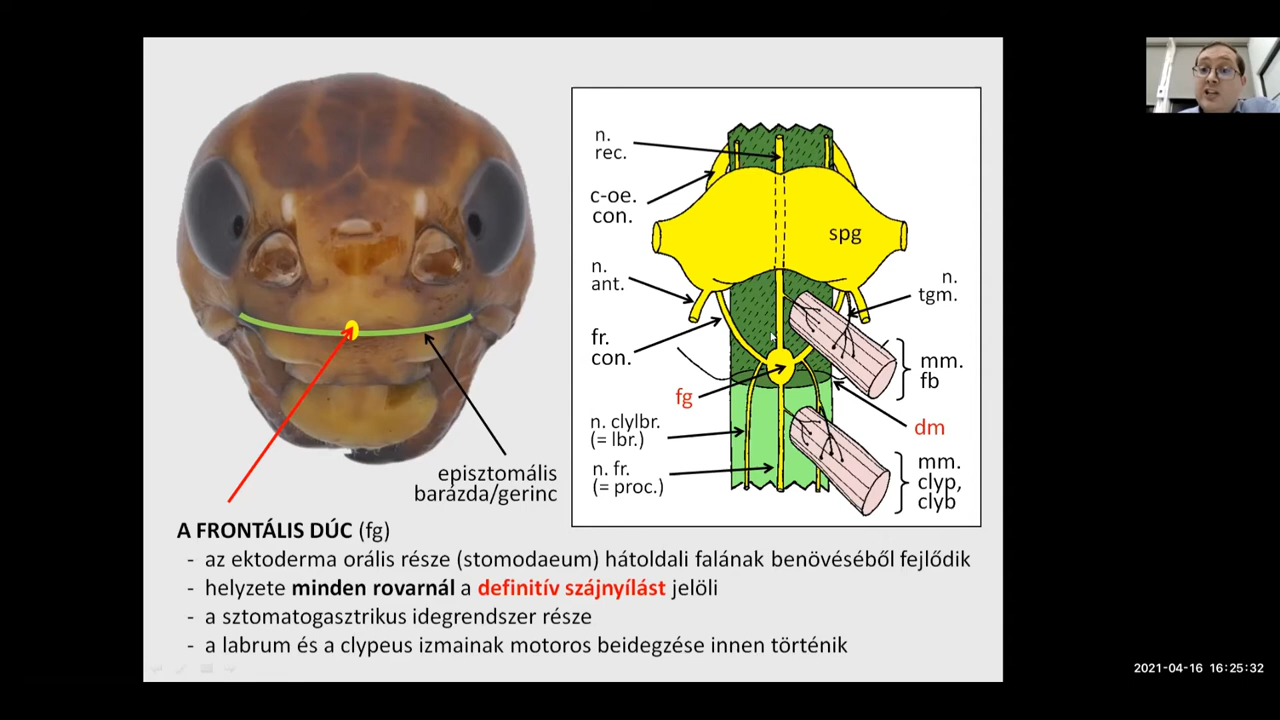 n.
rec.
c-oe.
con.
n.
ant.
fr.
con.
spg
n.
tgm.
fg
mm.
fb
dm
n. clylbr.
(= lbr.)
n. fr.
(= proc.)
mm.
clyp,
clyb
episztomális
barázda/gerinc
A FRONTÁLIS DÚC (fg)
- az ektoderma orális része (stomodaeum) hátoldali falának benövéséből fejlődik
- helyzete minden rovarnál a definitív szájnyílást jelöli
- a sztomatogasztrikus idegrendszer része
- a labrum és a clypeus izmainak motoros beidegzése innen történik
2021-04-16 16:25:32